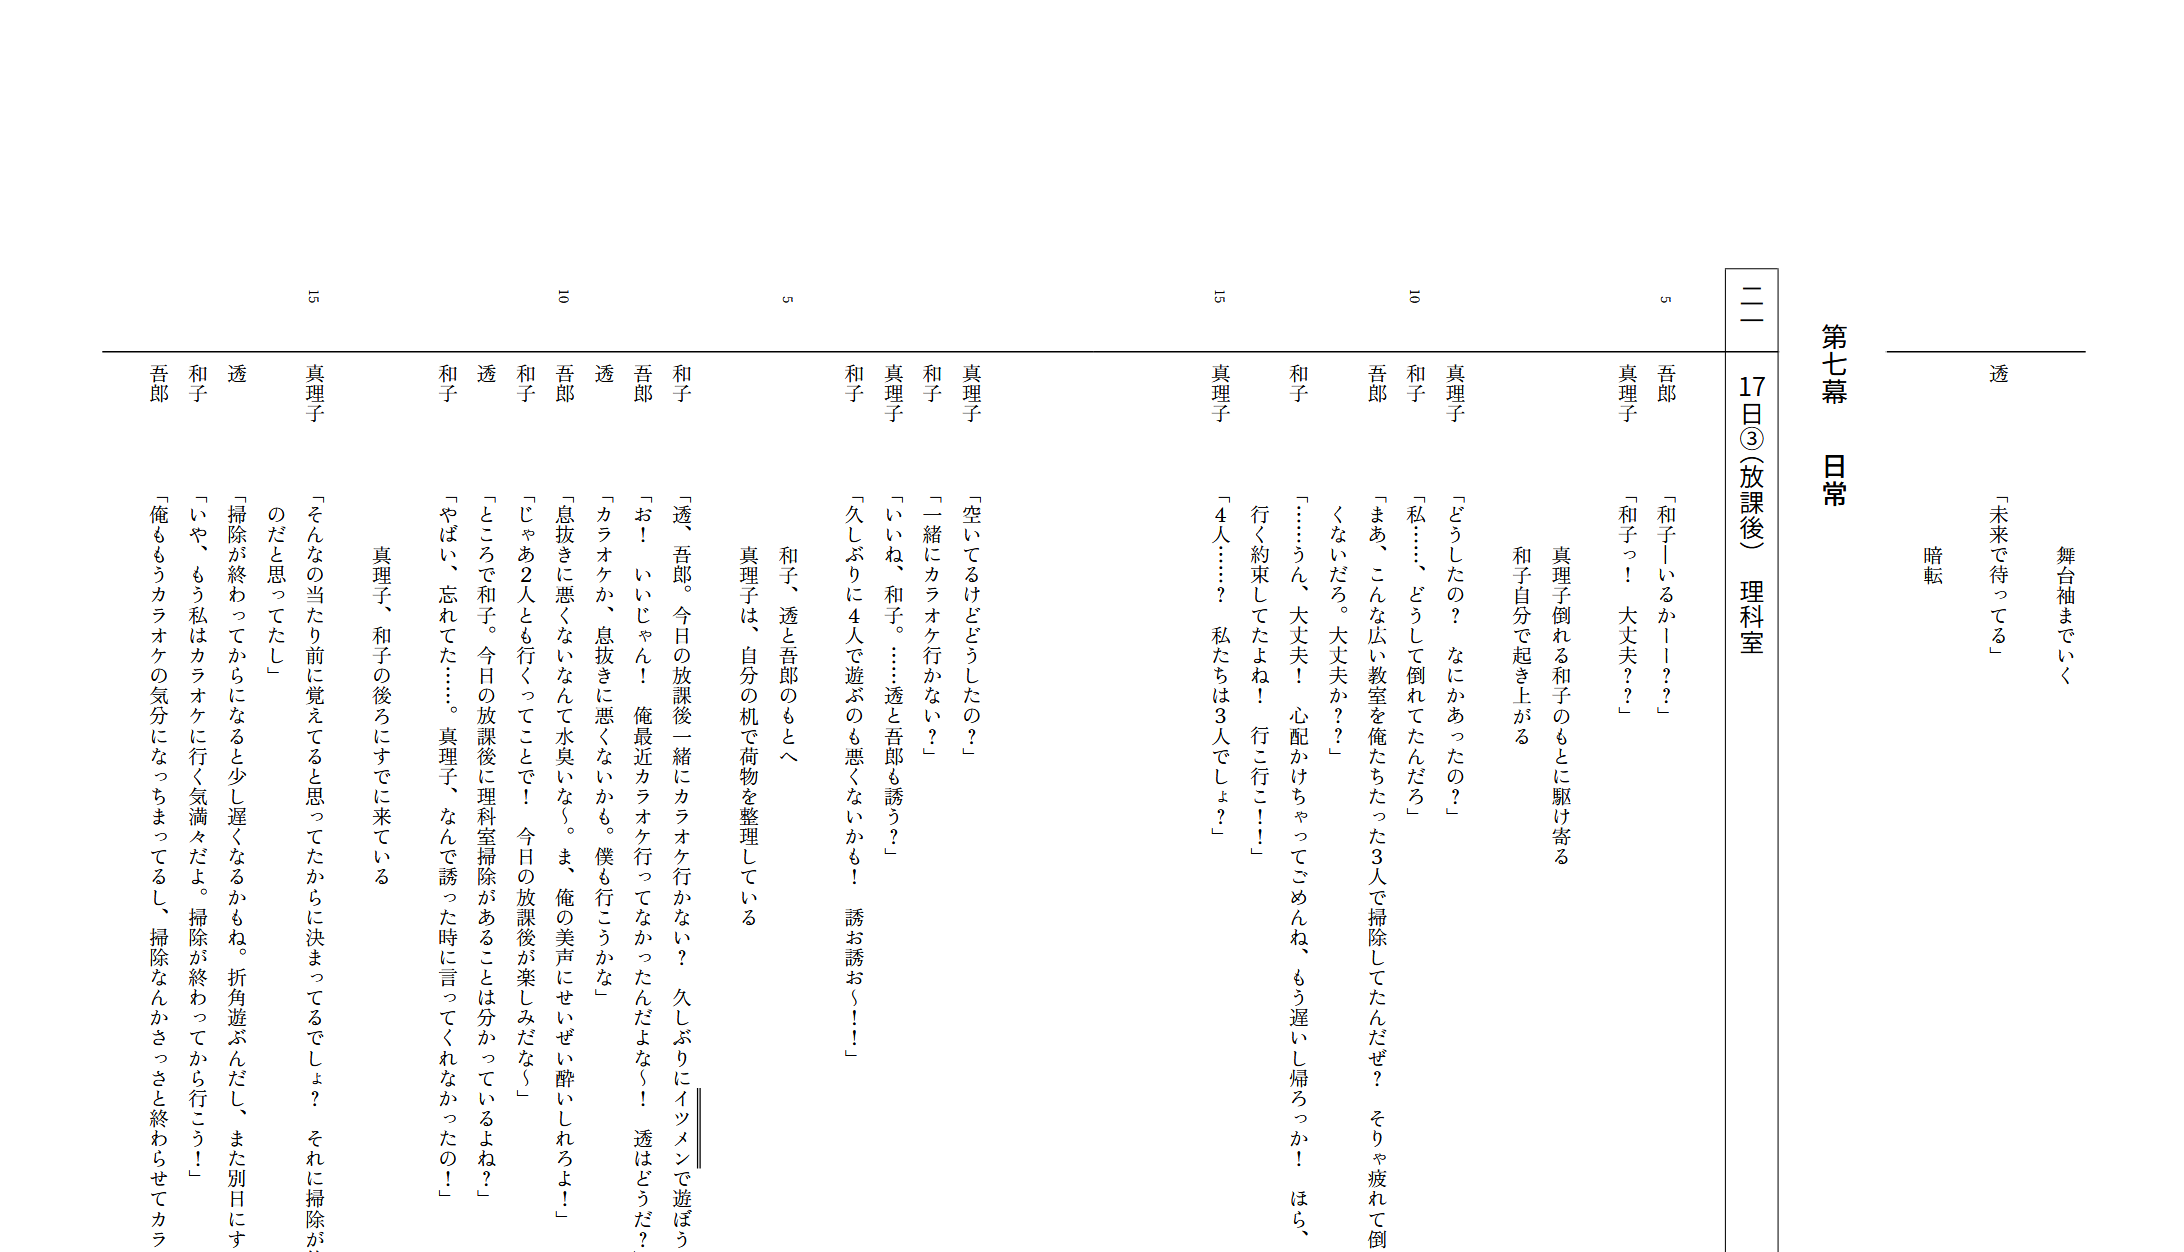 舞台袖までいく
透 「未来で待ってる」
暗転
第七幕 日常
二一 17日③(放課後) 理科室
5
吾郎 「和子―いるかーー??」
真理子 「和子っ! 大丈夫??」
真理子倒れる和子のもとに駆け寄る
和子自分で起き上がる
真理子 「どうしたの? なにかあったの?」
10
和子 「私……、どうして倒れてたんだろ」
吾郎 「まあ、こんな広い教室を俺たちたった3人で掃除してたんだぜ? そりゃ疲れて倒
くないだろ。大丈夫か??」
和子 「……うん、大丈夫! 心配かけちゃってごめんね、もう遅いし帰ろっか! ほら、
行く約束してたよね! 行こ行こ!!」
15
真理子 「4人……? 私たちは3人でしょ?」
真理子 「空いてるけどどうしたの?」
和子 「一緒にカラオケ行かない?」
真理子 「いいね、和子。……透と吾郎も誘う?」
和子 「久しぶりに4人で遊ぶのも悪くないかも! 誘お誘お~!!」
5
和子、透と吾郎のもとへ
真理子は、自分の机で荷物を整理している
和子 「透、吾郎。今日の放課後一緒にカラオケ行かない? 久しぶりにイツメンで遊ぼう
吾郎 「お! いいじゃん! 俺最近カラオケ行ってなかったんだよな~! 透はどうだ?
透 「カラオケか、息抜きに悪くないかも。僕も行こうかな」
10
吾郎 「息抜きに悪くないなんて水臭いな~。ま、俺の美声にせいぜい酔いしれろよ!」
和子 「じゃあ2人とも行くってことで! 今日の放課後が楽しみだな~」
透 「ところで和子。今日の放課後に理科室掃除があることは分かっているよね?」
和子 「やばい、忘れてた……。真理子、なんで誘った時に言ってくれなかったの!」
真理子、和子の後ろにすでに来ている
15
真理子 「そんなの当たり前に覚えてると思ってたからに決まってるでしょ? それに掃除が
のだと思ってたし」
透 「掃除が終わってからになると少し遅くなるかもね。折角遊ぶんだし、また別日にす
和子 「いや、もう私はカラオケに行く気満々だよ。掃除が終わってから行こう!」
吾郎 「俺ももうカラオケの気分になっちまってるし、掃除なんかさっさと終わらせてカラ